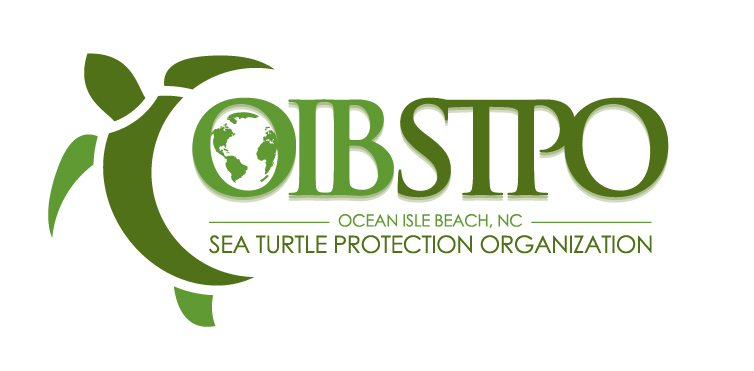 OIBSTPO
OCEAN ISLE BEACH, NC
SEA TURTLE PROTECTION ORGANIZATION